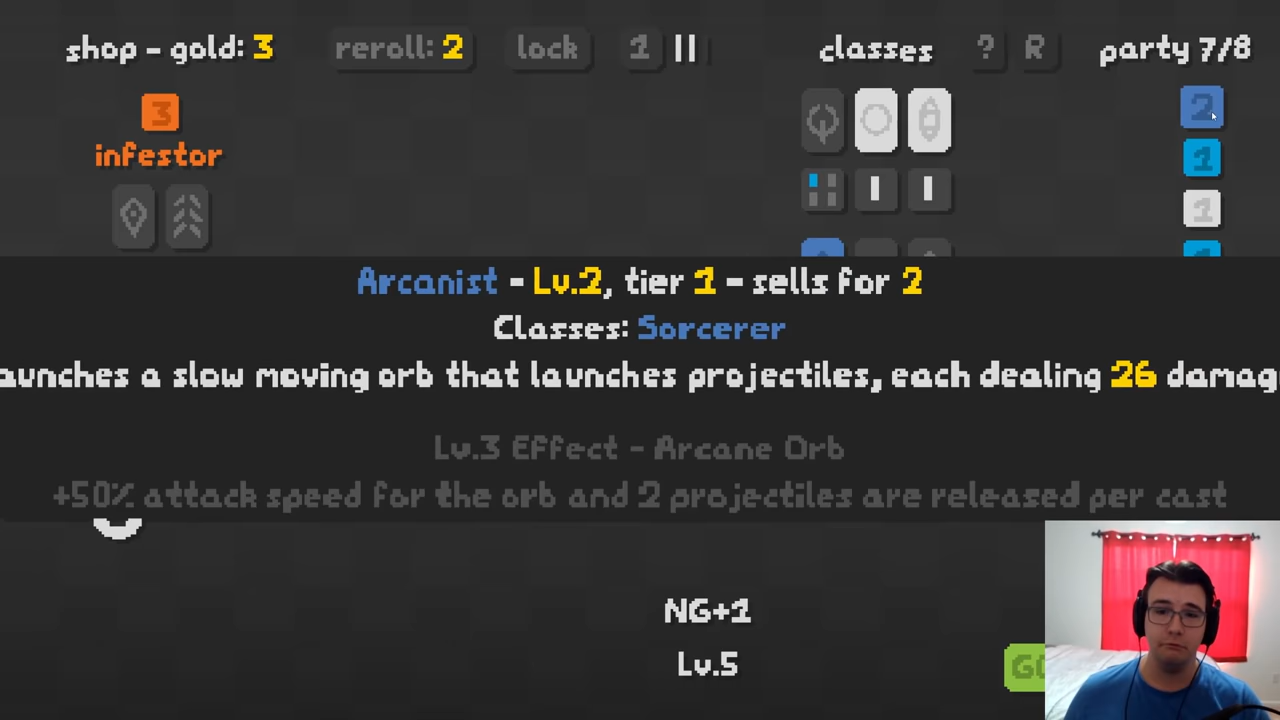 shop - gold: 3
reroll: 2
lock
1
classes
?
R
party 7/8
3
infestor
2
1
1
1
Arcanist - Lv.2, tier 1 - sells for 2
Classes: Sorcerer
aunches a slow moving orb that launches projectiles, each dealing 26 damag
Lv.3 Effect - Arcane Orb
+50% attack speed for the orb and 2 projectiles are released per cast
NG+1
Lv.5